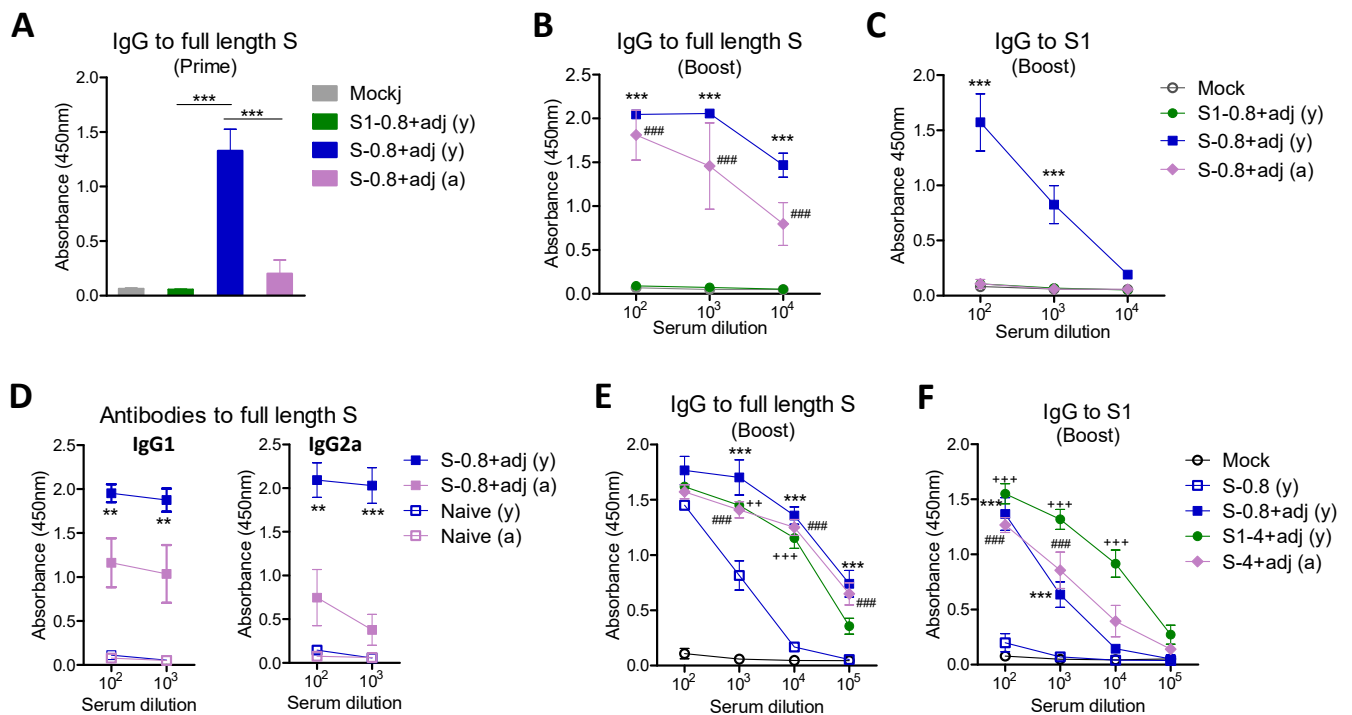 A
IgG to full length S
(Prime)
Absorbance (450nm)
2.0
1.5
1.0
0.5
0.0
***
***
Mockj
S1-0.8+adj (y)
S-0.8+adj (y)
S-0.8+adj (a)
B
IgG to full length S
(Boost)
Absorbance (450nm)
2.5
2.0
1.5
1.0
0.5
0.0
*** *** ***
### ### ###
10² 10³ 10⁴
Serum dilution
C
IgG to S1
(Boost)
Absorbance 450nm)
2.0
1.5
1.0
0.5
0.0
***
***
10² 10³ 10⁴
Serum dilution
Mock
S1-0.8+adj (y)
S-0.8+adj (y)
S-0.8+adj (a)
D
Antibodies to full length S
IgG1
Absorbance (450nm)
2.5
2.0
1.5
1.0
0.5
0.0
** **
10² 10³
Serum dilution
IgG2a
Absorbance (450nm)
2.5
2.0
1.5
1.0
0.5
0.0
** ***
10² 10³
Serum dilution
S-0.8+adj (y)
S-0.8+adj (a)
Naive (y)
Naive (a)
E
IgG to full length S
(Boost)
Absorbance (450nm)
2.0
1.5
1.0
0.5
0.0
*** *** ***
++
### ### ###
+++
10² 10³ 10⁴ 10⁵
Serum dilution
F
IgG to S1
(Boost)
Absorbance (450nm)
2.0
1.5
1.0
0.5
0.0
+++ +++ +++
*** ***
### ###
10² 10³ 10⁴ 10⁵
Serum dilution
Mock
S-0.8 (y)
S-0.8+adj (y)
S1-4+adj (y)
S-4+adj (a)